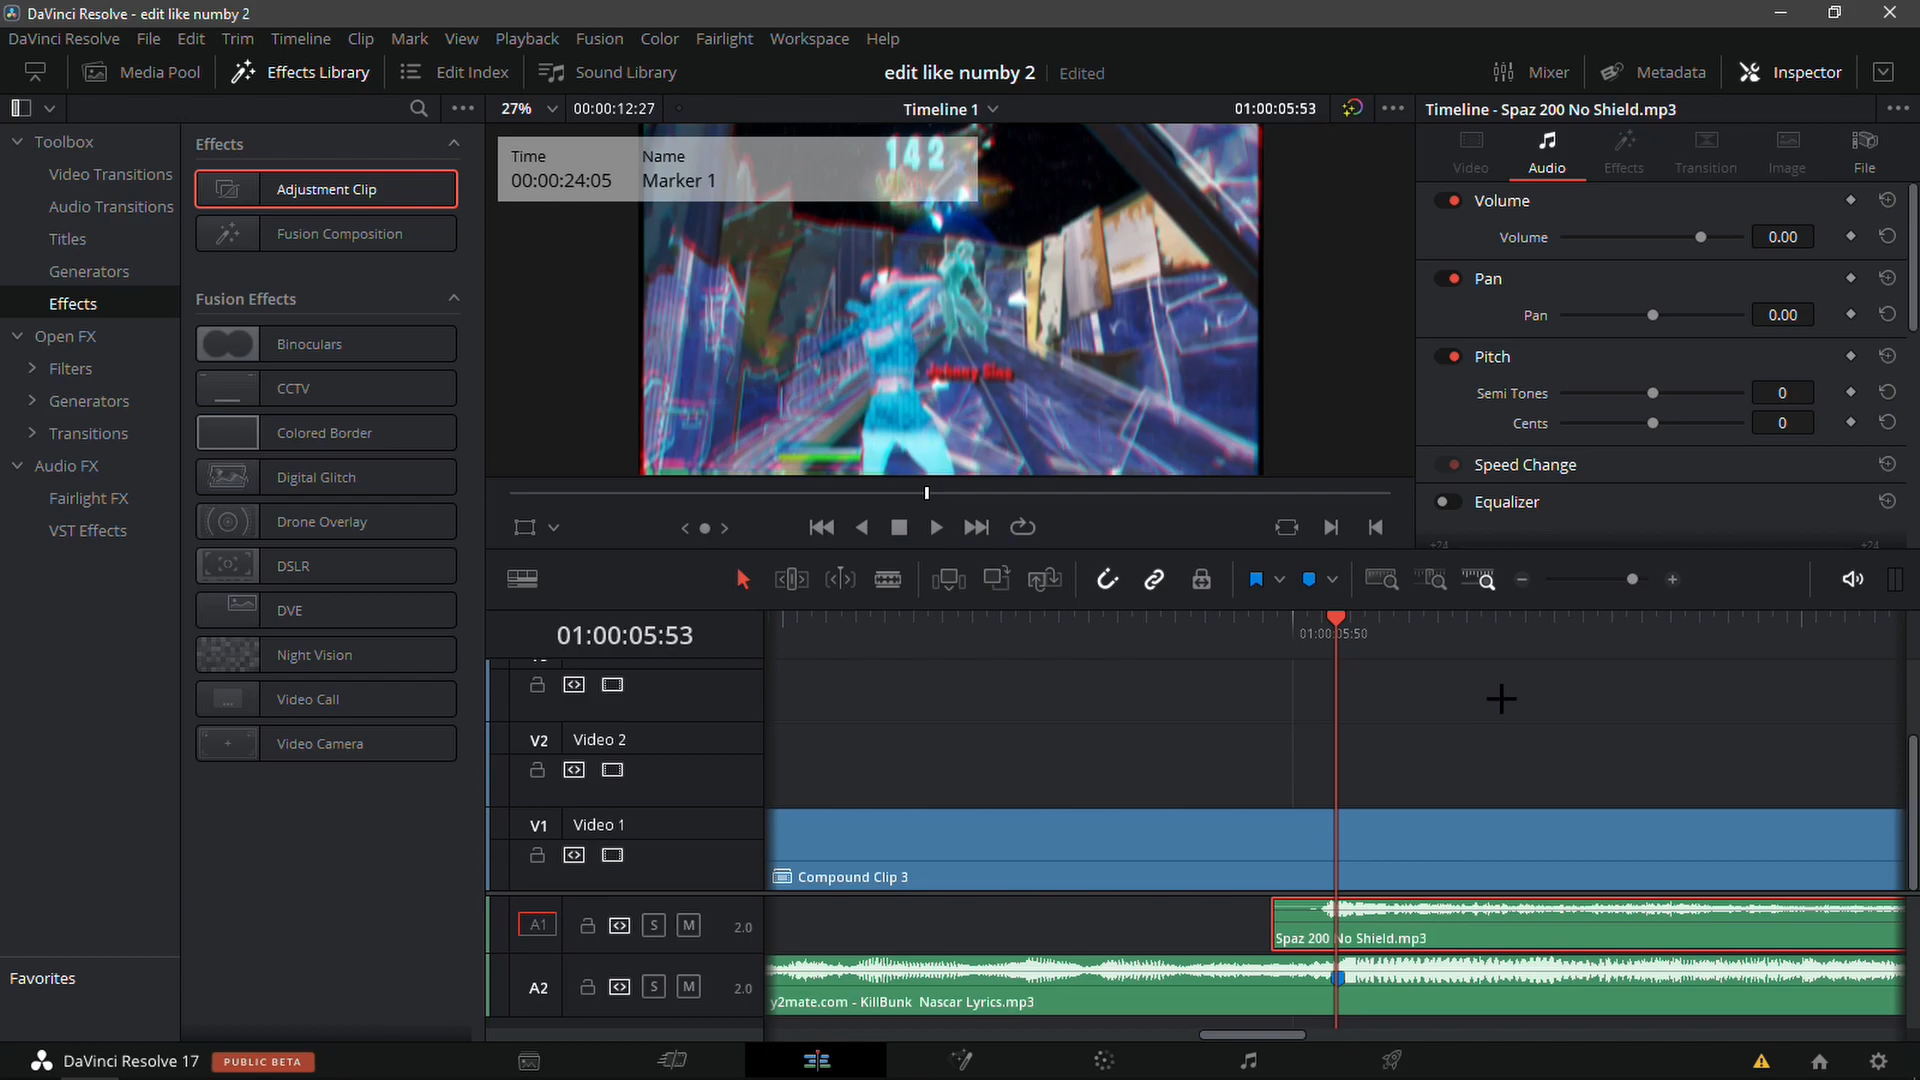 DaVinci Resolve - edit like numby 2
DaVinci Resolve File Edit Trim Timeline Clip Mark View Playback Fusion Color Fairlight Workspace Help
Media Pool Effects Library Edit Index Sound Library edit like numby 2 Edited Mixer Metadata Inspector
27% 00:00:12:27 Timeline 1 01:00:05:53 Timeline - Spaz 200 No Shield.mp3
Toolbox
Video Transitions
Audio Transitions
Titles
Generators
Effects
Open FX
Filters
Generators
Transitions
Audio FX
Fairlight FX
VST Effects
Favorites
Effects
Adjustment Clip
Fusion Composition
Fusion Effects
Binoculars
CCTV
Colored Border
Digital Glitch
Drone Overlay
DSLR
DVE
Night Vision
Video Call
Video Camera
Time Name
00:00:24:05 Marker 1
142
Video Audio Effects Transition Image File
Volume
Volume 0.00
Pan
Pan 0.00
Pitch
Semi Tones 0
Cents 0
Speed Change
Equalizer
+24 +24
01:00:05:53
01:00:05:50
V2 Video 2
V1 Video 1
Compound Clip 3
A1 S M 2.0
Spaz 200 No Shield.mp3
A2 S M 2.0
y2mate.com - KillBunk Nascar Lyrics.mp3
DaVinci Resolve 17 PUBLIC BETA